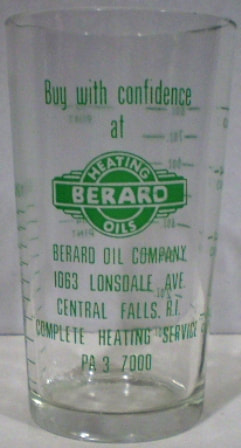 Buy with confidence
at
HEATING
BERARD
OILS
BERARD OIL COMPANY
1063 LONSDALE AVE.
CENTRAL FALLS. R.I.
COMPLETE HEATING SERVICE
PA 3 7000